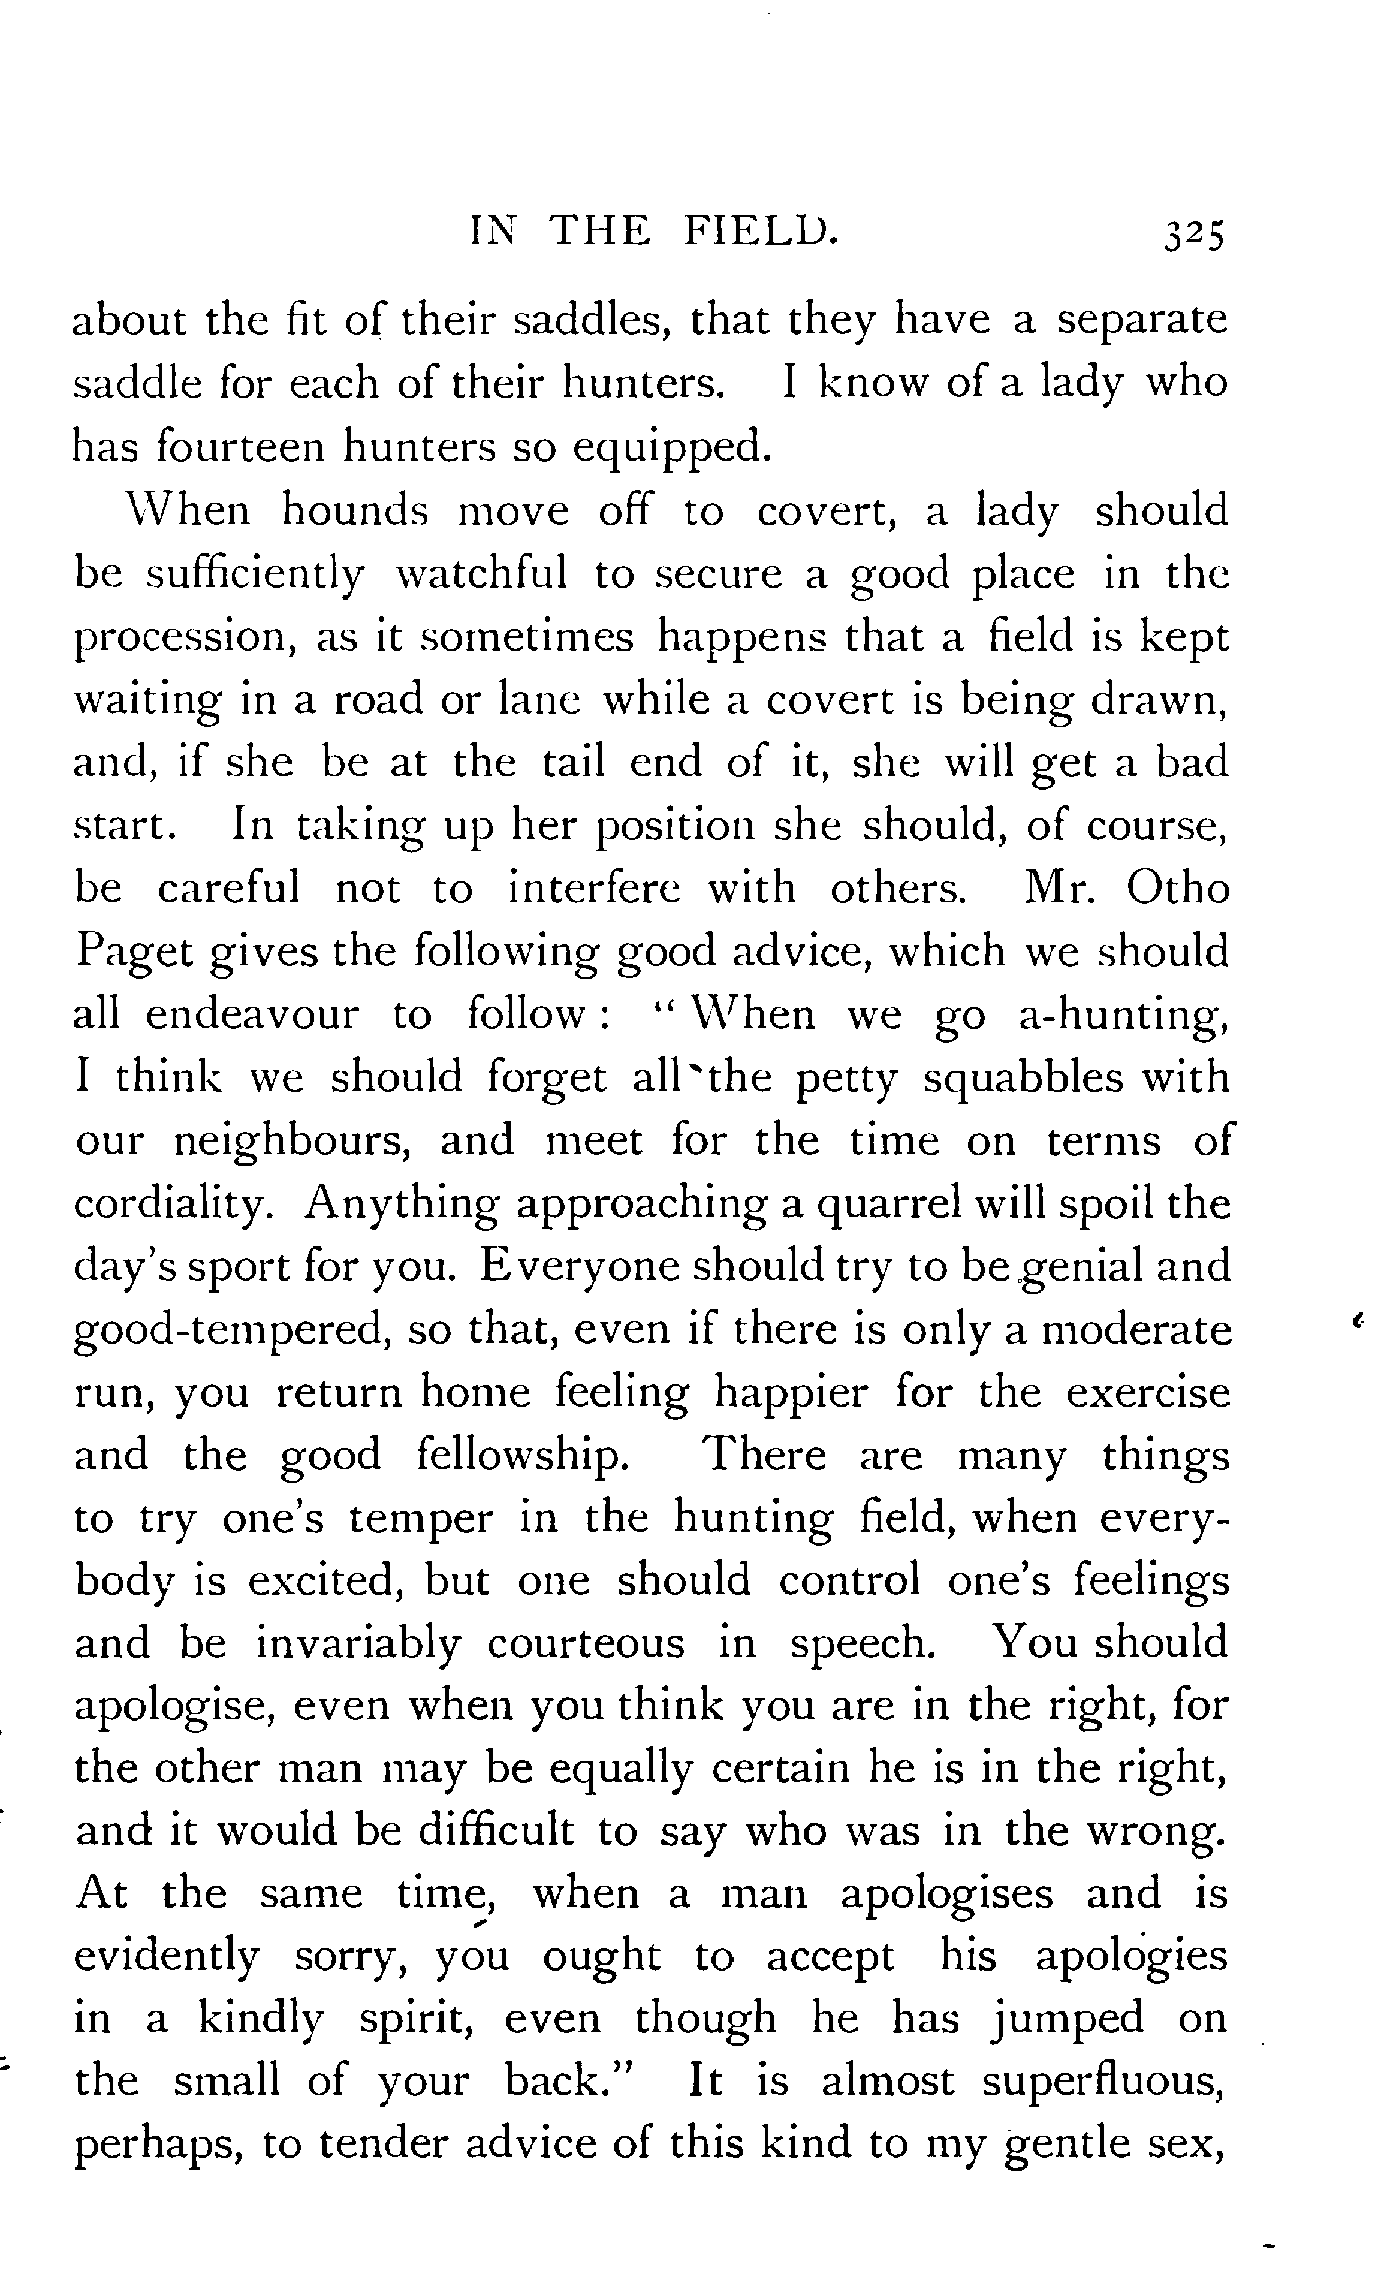 IN THE FIELD. 325
about the fit of their saddles, that they have a separate
saddle for each of their hunters. I know of a lady who
has fourteen hunters so equipped.
When hounds move off to covert, a lady should
be sufficiently watchful to secure a good place in the
procession, as it sometimes happens that a field is kept
waiting in a road or lane while a covert is being drawn,
and, if she be at the tail end of it, she will get a bad
start. In taking up her position she should, of course,
be careful not to interfere with others. Mr. Otho
Paget gives the following good advice, which we should
all endeavour to follow : " When we go a-hunting,
I think we should forget all the petty squabbles with
our neighbours, and meet for the time on terms of
cordiality. Anything approaching a quarrel will spoil the
day's sport for you. Everyone should try to be genial and
good-tempered, so that, even if there is only a moderate
run, you return home feeling happier for the exercise
and the good fellowship. There are many things
to try one's temper in the hunting field, when every-
body is excited, but one should control one's feelings
and be invariably courteous in speech. You should
apologise, even when you think you are in the right, for
the other man may be equally certain he is in the right,
and it would be difficult to say who was in the wrong.
At the same time, when a man apologises and is
evidently sorry, you ought to accept his apologies
in a kindly spirit, even though he has jumped on
the small of your back." It is almost superfluous,
perhaps, to tender advice of this kind to my gentle sex,